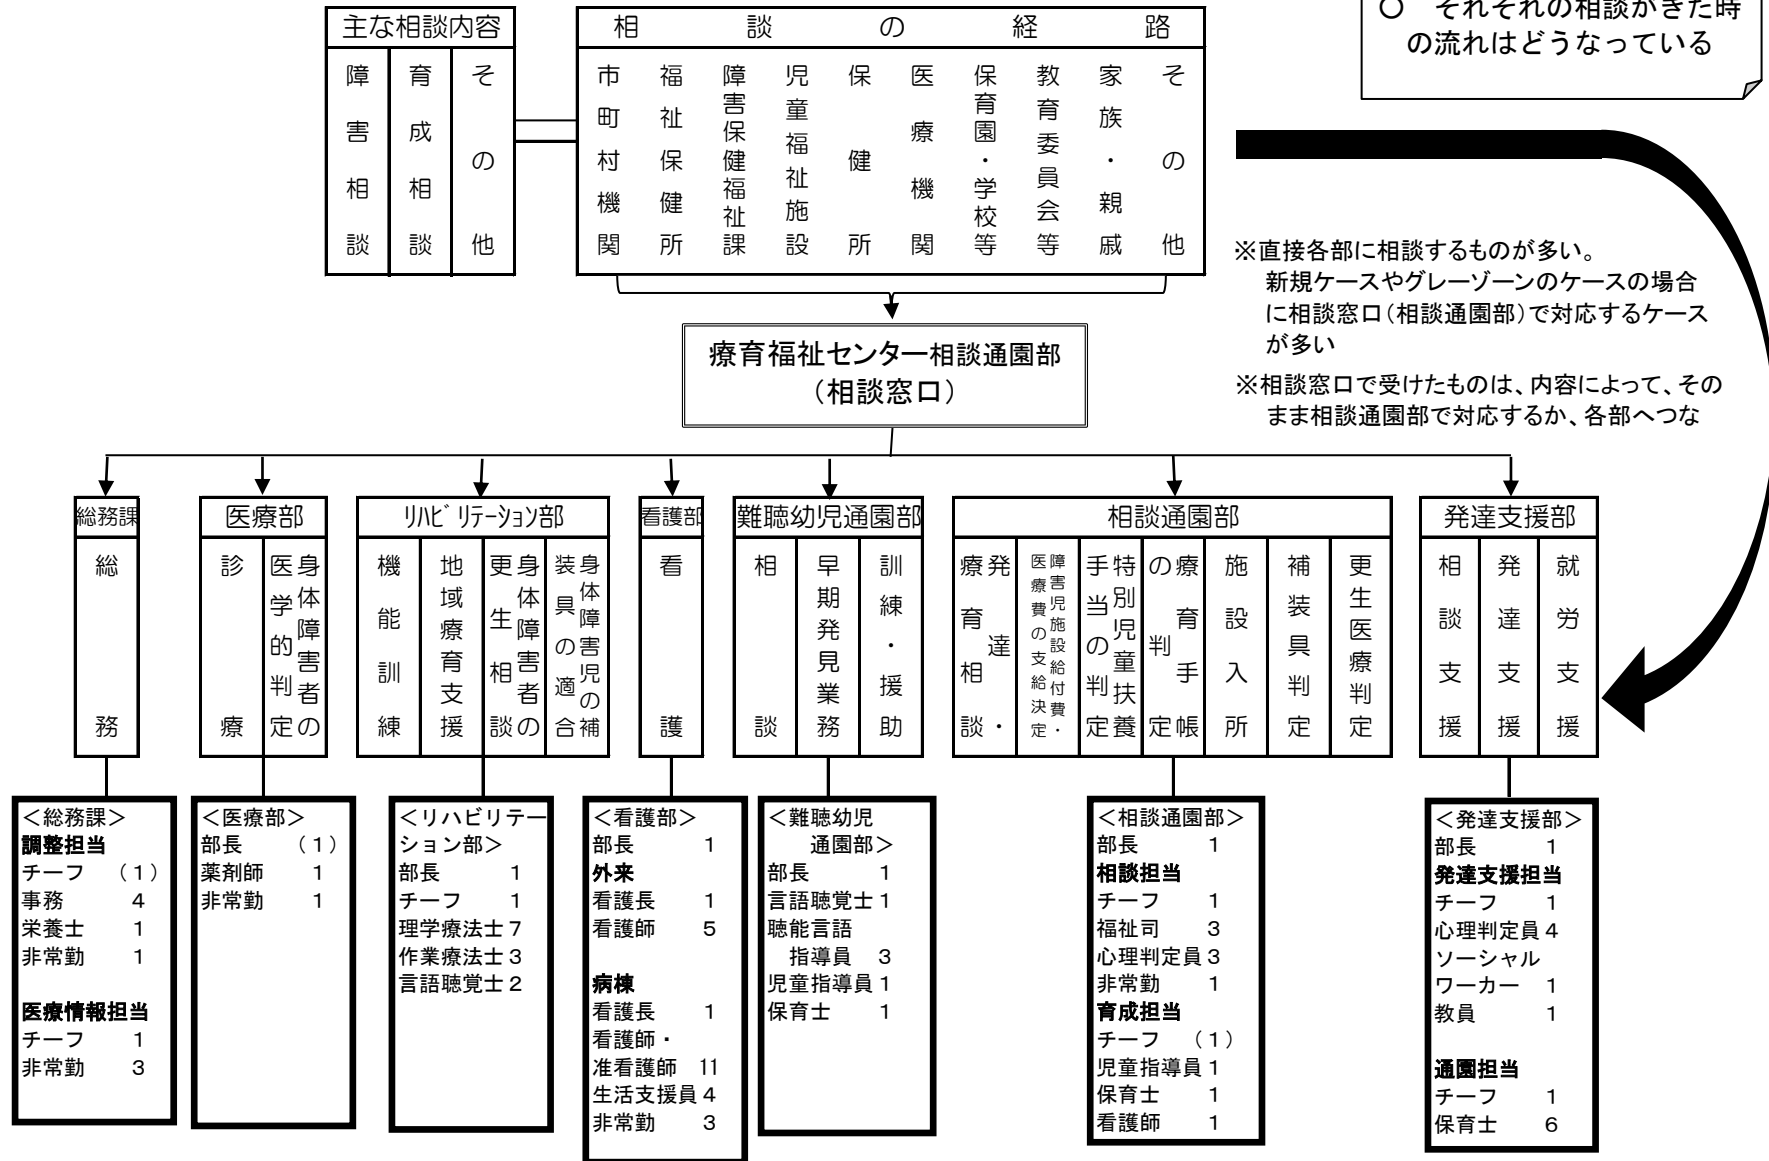 ○　それぞれの相談がきた時
の流れはどうなっている
主な相談内容
障害相談
育成相談
その他
相談の経路
市町村機関
福祉保健所
障害保健福祉課
児童福祉施設
保健所
医療機関
保育園・学校等
教育委員会等
家族・親戚
その他
※直接各部に相談するものが多い。
新規ケースやグレーゾーンのケースの場合
に相談窓口（相談通園部）で対応するケース
が多い
※相談窓口で受けたものは、内容によって、その
まま相談通園部で対応するか、各部へつな
療育福祉センター相談通園部
（相談窓口）
総務課
総務
医療部
診療
身体障害者の
医学的判定
ﾘﾊﾋﾞﾘﾃｰｼｮﾝ部
機能訓練
地域療育支援
身体障害者の
更生相談
身体障害児の補
装具の適合
看護部
看護
難聴幼児通園部
相談
早期発見業務
訓練・援助
相談通園部
発達・
療育相談
障害児施設給付費・
医療費の支給決定
特別児童扶養
手当の判定
療育手帳
の判定
施設入所
補装具判定
更生医療判定
発達支援部
相談支援
発達支援
就労支援
＜総務課＞
調整担当
チーフ　（1）
事務　4
栄養士　1
非常勤　1
医療情報担当
チーフ　1
非常勤　3
＜医療部＞
部長　（1）
薬剤師　1
非常勤　1
＜リハビリテー
ション部＞
部長　1
チーフ　1
理学療法士 7
作業療法士 3
言語聴覚士 2
＜看護部＞
部長　1
外来
看護長　1
看護師　5
病棟
看護長　1
看護師・
准看護師　11
生活支援員 4
非常勤　3
＜難聴幼児
通園部＞
部長　1
言語聴覚士 1
聴能言語
指導員　3
児童指導員 1
保育士　1
＜相談通園部＞
部長　1
相談担当
チーフ　1
福祉司　3
心理判定員 3
非常勤　1
育成担当
チーフ　（1）
児童指導員 1
保育士　1
看護師　1
＜発達支援部＞
部長　1
発達支援担当
チーフ　1
心理判定員 4
ソーシャル
ワーカー　1
教員　1
通園担当
チーフ　1
保育士　6